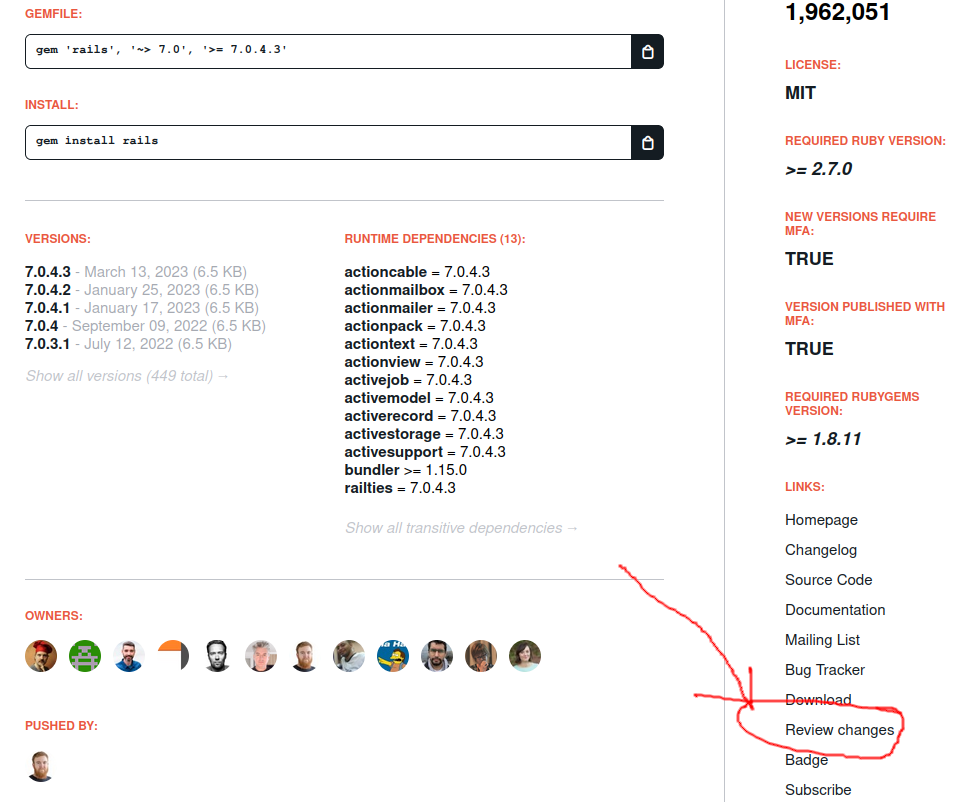 GEMFILE:
gem 'rails', '~> 7.0', '>= 7.0.4.3'
INSTALL:
gem install rails
VERSIONS:
7.0.4.3 - March 13, 2023 (6.5 KB)
7.0.4.2 - January 25, 2023 (6.5 KB)
7.0.4.1 - January 17, 2023 (6.5 KB)
7.0.4 - September 09, 2022 (6.5 KB)
7.0.3.1 - July 12, 2022 (6.5 KB)
Show all versions (449 total) →
RUNTIME DEPENDENCIES (13):
actioncable = 7.0.4.3
actionmailbox = 7.0.4.3
actionmailer = 7.0.4.3
actionpack = 7.0.4.3
actiontext = 7.0.4.3
actionview = 7.0.4.3
activejob = 7.0.4.3
activemodel = 7.0.4.3
activerecord = 7.0.4.3
activestorage = 7.0.4.3
activesupport = 7.0.4.3
bundler >= 1.15.0
railties = 7.0.4.3
Show all transitive dependencies →
OWNERS:
PUSHED BY:
1,962,051
LICENSE:
MIT
REQUIRED RUBY VERSION:
>= 2.7.0
NEW VERSIONS REQUIRE
MFA:
TRUE
VERSION PUBLISHED WITH
MFA:
TRUE
REQUIRED RUBYGEMS
VERSION:
>= 1.8.11
LINKS:
Homepage
Changelog
Source Code
Documentation
Mailing List
Bug Tracker
Download
Review changes
Badge
Subscribe